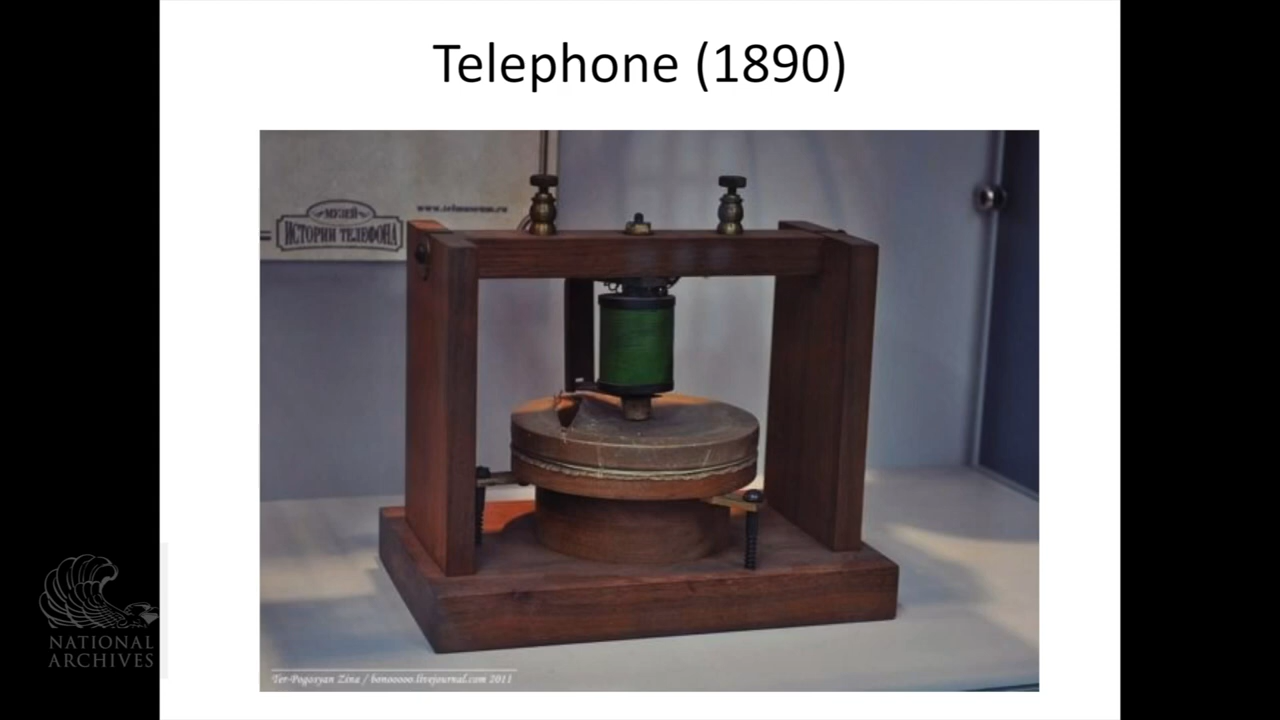 Telephone (1890)
МУЗЕЙ
ИСТОРИИ ТЕЛЕФОНА
Ter-Pogosyan Zina / bonooooo.livejournal.com 2011
NATIONAL
ARCHIVES